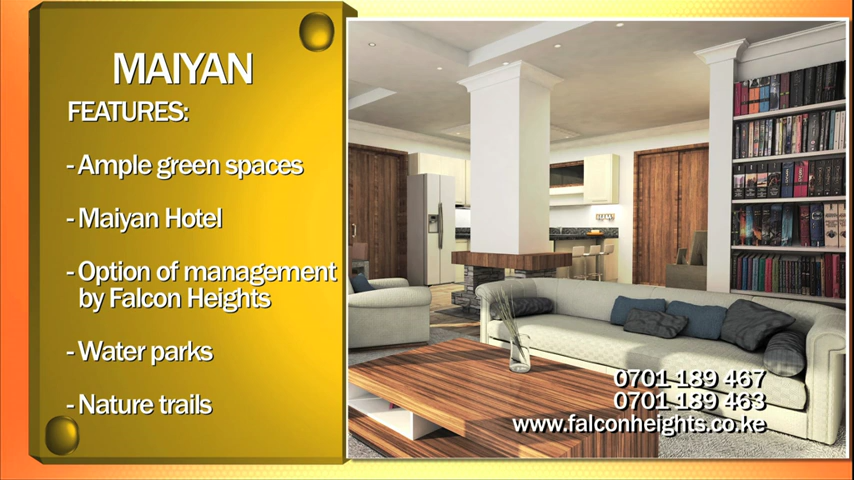 MAIYAN
FEATURES:
- Ample green spaces
- Maiyan Hotel
- Option of management
by Falcon Heights
- Water parks
- Nature trails
0701 189 467
0701 189 463
www.falconheights.co.ke